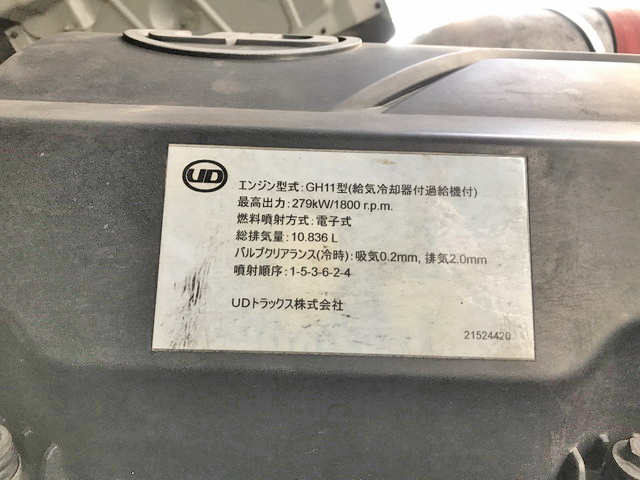 UD
エンジン型式:GH11型(給気冷却器付過給機付)
最高出力:279kW/1800 r.p.m.
燃料噴射方式:電子式
総排気量:10.836 L
バルブクリアランス(冷時):吸気0.2mm, 排気2.0mm
噴射順序:1-5-3-6-2-4
UDトラックス株式会社
21524420